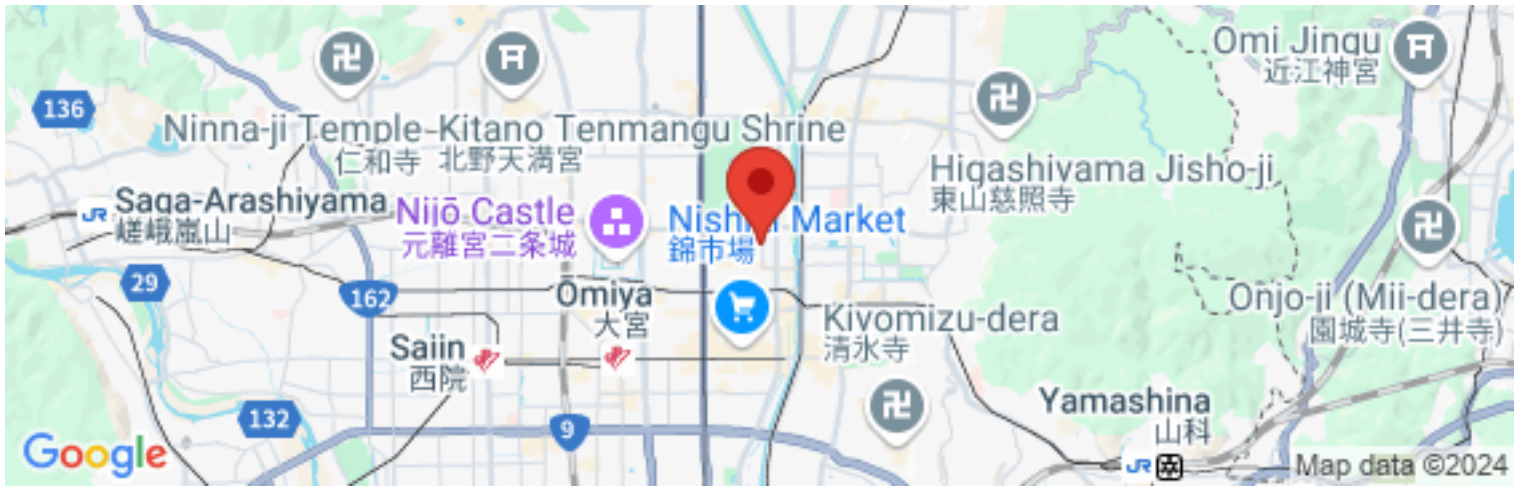 Omi Jingu
近江神宮
136
Ninna-ji Temple
仁和寺
Kitano Tenmangu Shrine
北野天満宮
Higashiyama Jisho-ji
東山慈照寺
JR
Saga-Arashiyama
嵯峨嵐山
Nijō Castle
元離宮二条城
Nishiki Market
錦市場
29
162
Ōmiya
大宮
Kiyomizu-dera
清水寺
Onjo-ji (Mii-dera)
園城寺(三井寺)
Saiin
西院
132
9
Yamashina
山科
JR
Google
Map data ©2024